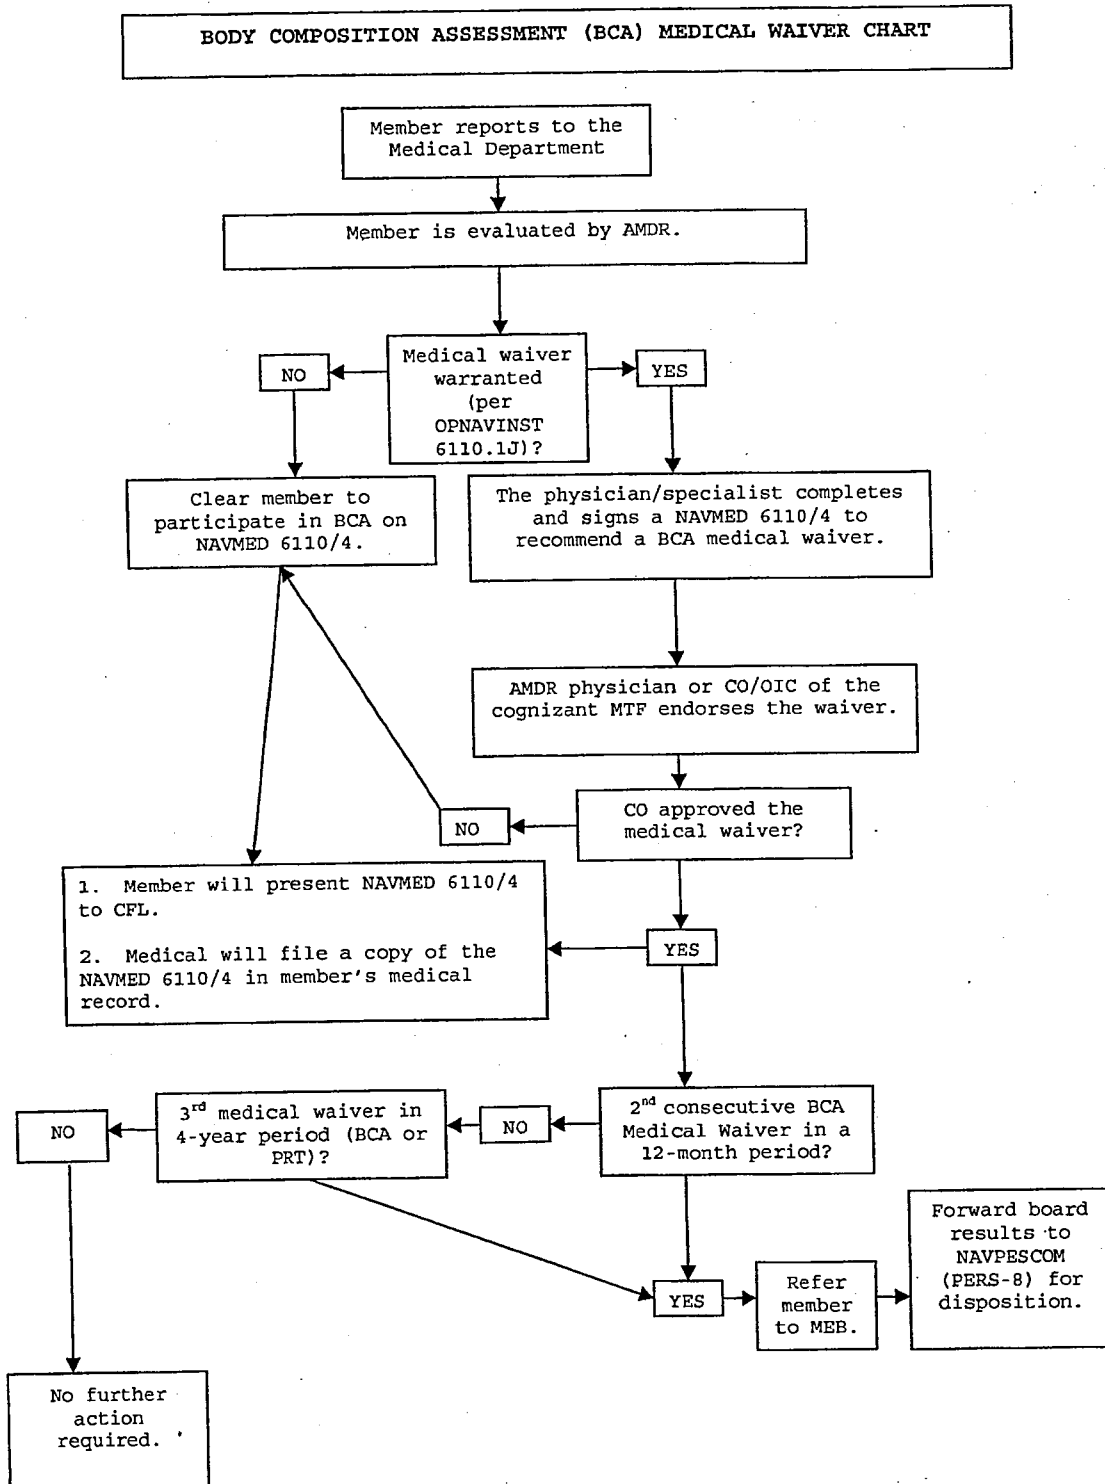 BODY COMPOSITION ASSESSMENT (BCA) MEDICAL WAIVER CHART
Member reports to the
Medical Department
Member is evaluated by AMDR.
Medical waiver
warranted
(per
OPNAVINST
6110.1J)?
NO
YES
Clear member to
participate in BCA on
NAVMED 6110/4.
The physician/specialist completes
and signs a NAVMED 6110/4 to
recommend a BCA medical waiver.
AMDR physician or CO/OIC of the
cognizant MTF endorses the waiver.
CO approved the
medical waiver?
NO
1. Member will present NAVMED 6110/4
to CFL.
2. Medical will file a copy of the
NAVMED 6110/4 in member's medical
record.
YES
2nd consecutive BCA
Medical Waiver in a
12-month period?
NO
3rd medical waiver in
4-year period (BCA or
PRT)?
NO
YES
Refer
member
to MEB.
Forward board
results to
NAVPESCOM
(PERS-8) for
disposition.
No further
action
required.